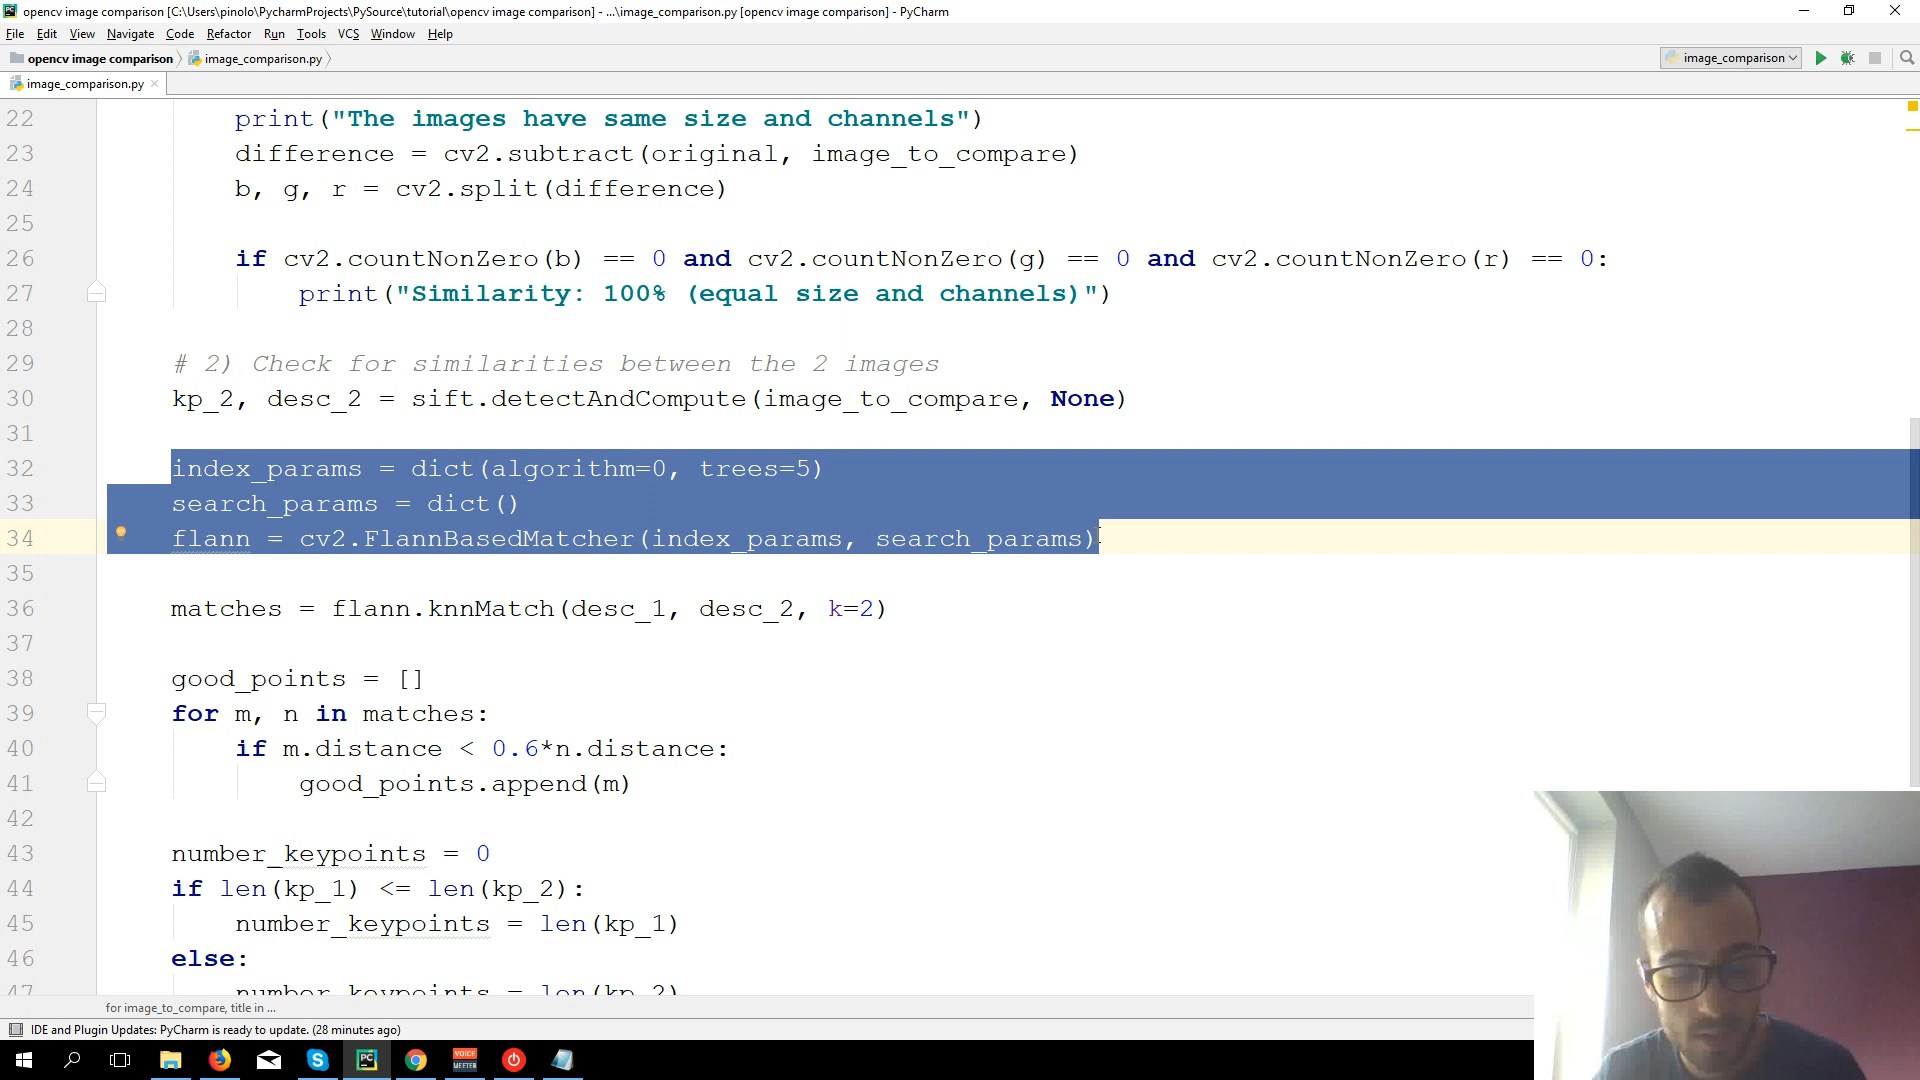 opencv image comparison [C:\Users\pinolo\PycharmProjects\PySource\tutorial\opencv image comparison] - ...\image_comparison.py [opencv image comparison] - PyCharm
File Edit View Navigate Code Refactor Run Tools VCS Window Help
opencv image comparison image_comparison.py image_comparison
image_comparison.py
22 print("The images have same size and channels")
23 difference = cv2.subtract(original, image_to_compare)
24 b, g, r = cv2.split(difference)
25
26 if cv2.countNonZero(b) == 0 and cv2.countNonZero(g) == 0 and cv2.countNonZero(r) == 0:
27 print("Similarity: 100% (equal size and channels)")
28
29 # 2) Check for similarities between the 2 images
30 kp_2, desc_2 = sift.detectAndCompute(image_to_compare, None)
31
32 index_params = dict(algorithm=0, trees=5)
33 search_params = dict()
34 flann = cv2.FlannBasedMatcher(index_params, search_params)
35
36 matches = flann.knnMatch(desc_1, desc_2, k=2)
37
38 good_points = []
39 for m, n in matches:
40 if m.distance < 0.6*n.distance:
41 good_points.append(m)
42
43 number_keypoints = 0
44 if len(kp_1) <= len(kp_2):
45 number_keypoints = len(kp_1)
46 else:
47 number_keypoints = len(kp_2)
for image_to_compare, title in ...
IDE and Plugin Updates: PyCharm is ready to update. (28 minutes ago)
PC
VOICE
MEETER